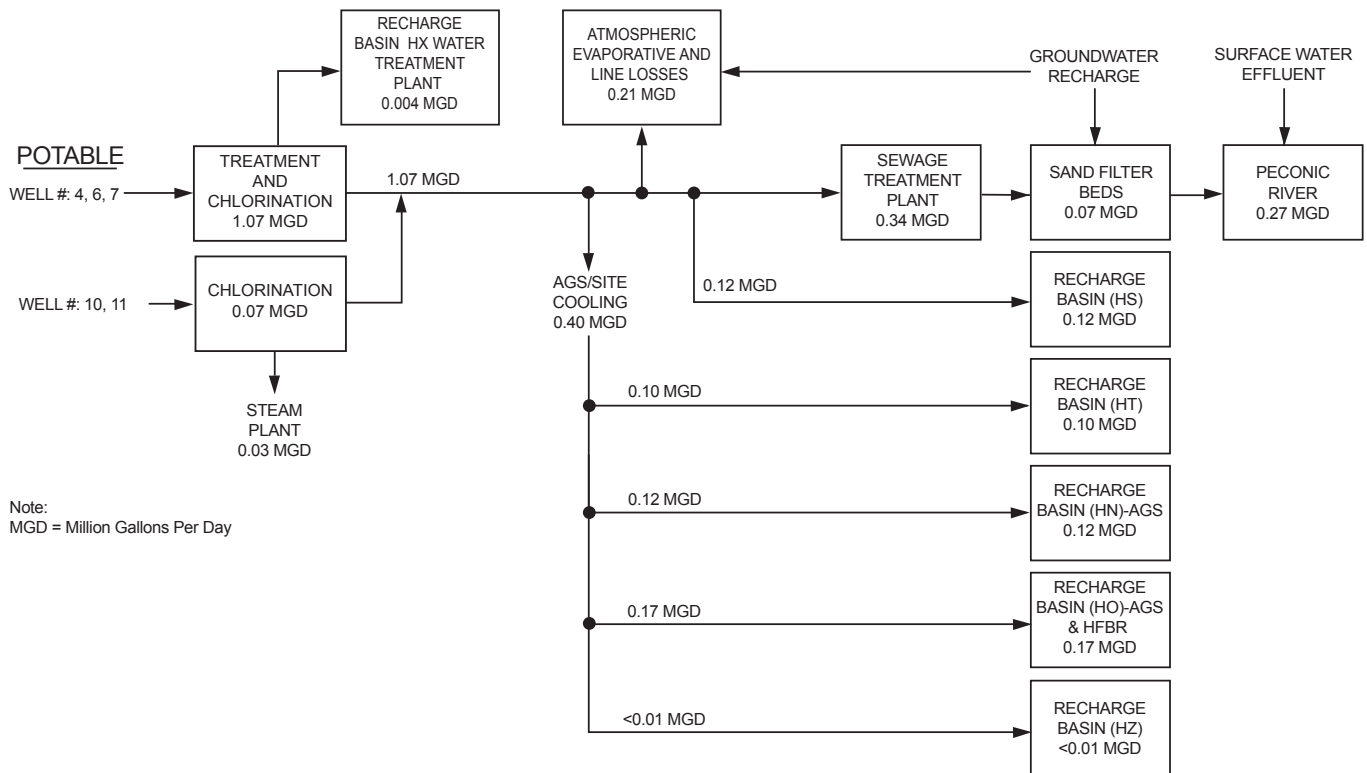 RECHARGE
BASIN HX WATER
TREATMENT
PLANT
0.004 MGD
ATMOSPHERIC
EVAPORATIVE AND
LINE LOSSES
0.21 MGD
GROUNDWATER
RECHARGE
SURFACE WATER
EFFLUENT
POTABLE
WELL #: 4, 6, 7
TREATMENT
AND
CHLORINATION
1.07 MGD
1.07 MGD
SEWAGE
TREATMENT
PLANT
0.34 MGD
SAND FILTER
BEDS
0.07 MGD
PECONIC
RIVER
0.27 MGD
WELL #: 10, 11
CHLORINATION
0.07 MGD
AGS/SITE
COOLING
0.40 MGD
0.12 MGD
RECHARGE
BASIN (HS)
0.12 MGD
STEAM
PLANT
0.03 MGD
0.10 MGD
RECHARGE
BASIN (HT)
0.10 MGD
Note:
MGD = Million Gallons Per Day
0.12 MGD
RECHARGE
BASIN (HN)-AGS
0.12 MGD
0.17 MGD
RECHARGE
BASIN (HO)-AGS
& HFBR
0.17 MGD
<0.01 MGD
RECHARGE
BASIN (HZ)
<0.01 MGD